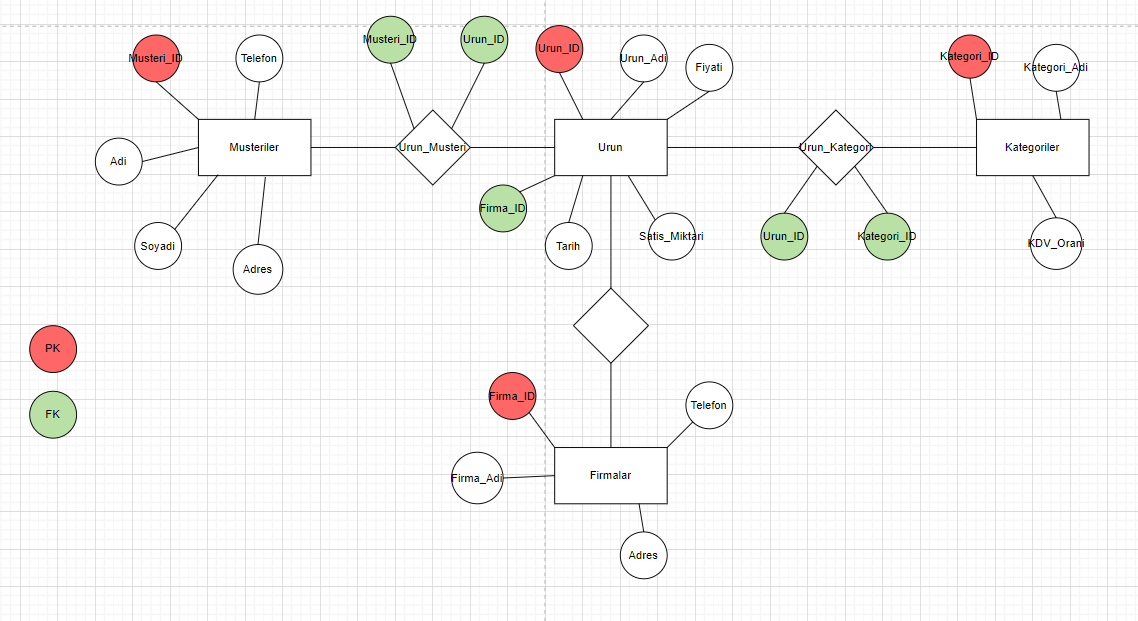 Musteri_ID
Telefon
Musteri_ID
Urun_ID
Urun_ID
Urun_Adi
Fiyati
Kategori_ID
Kategori_Adi
Adi
Musteriler
Urun_Musteri
Urun
Urun_Kategori
Kategoriler
Soyadi
Adres
Firma_ID
Tarih
Satis_Miktari
Urun_ID
Kategori_ID
KDV_Orani
PK
FK
Firma_ID
Telefon
Firma_Adi
Firmalar
Adres